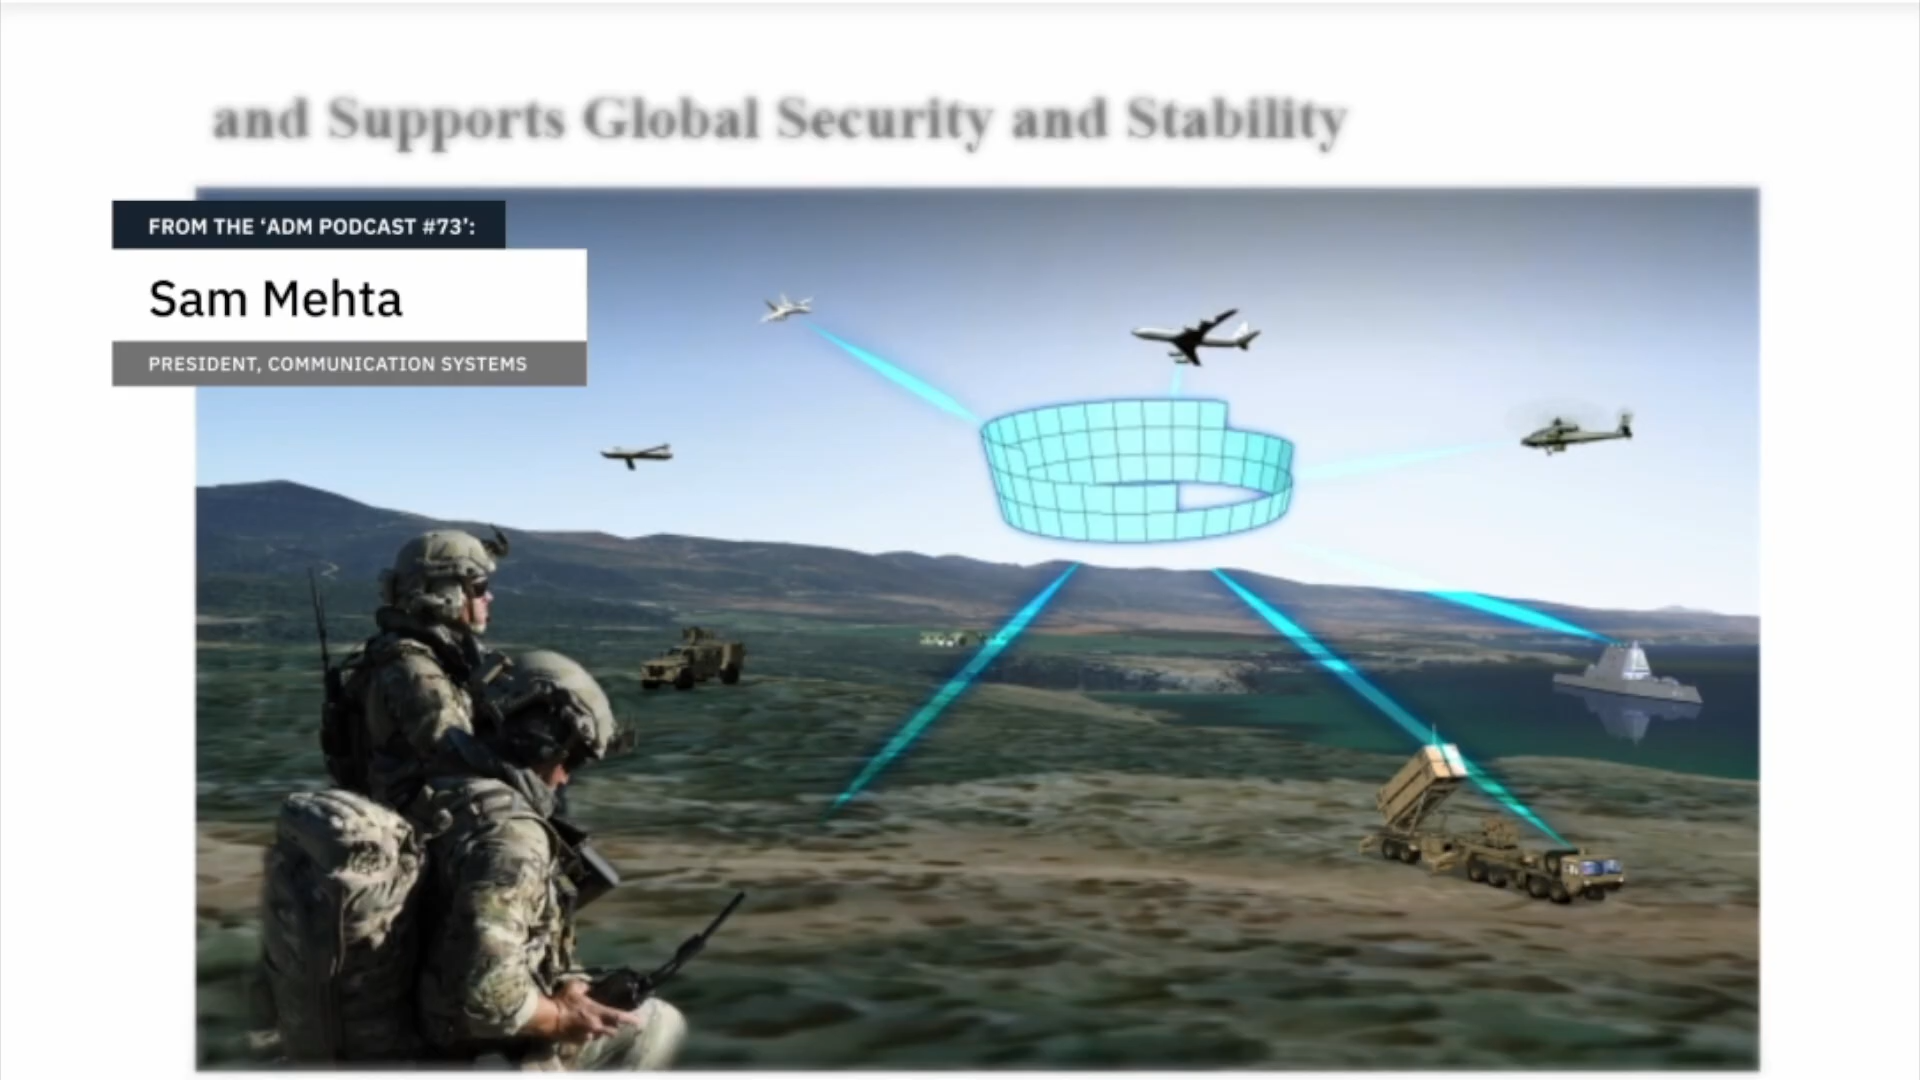 and Supports Global Security and Stability
FROM THE ‘ADM PODCAST #73’:
Sam Mehta
PRESIDENT, COMMUNICATION SYSTEMS